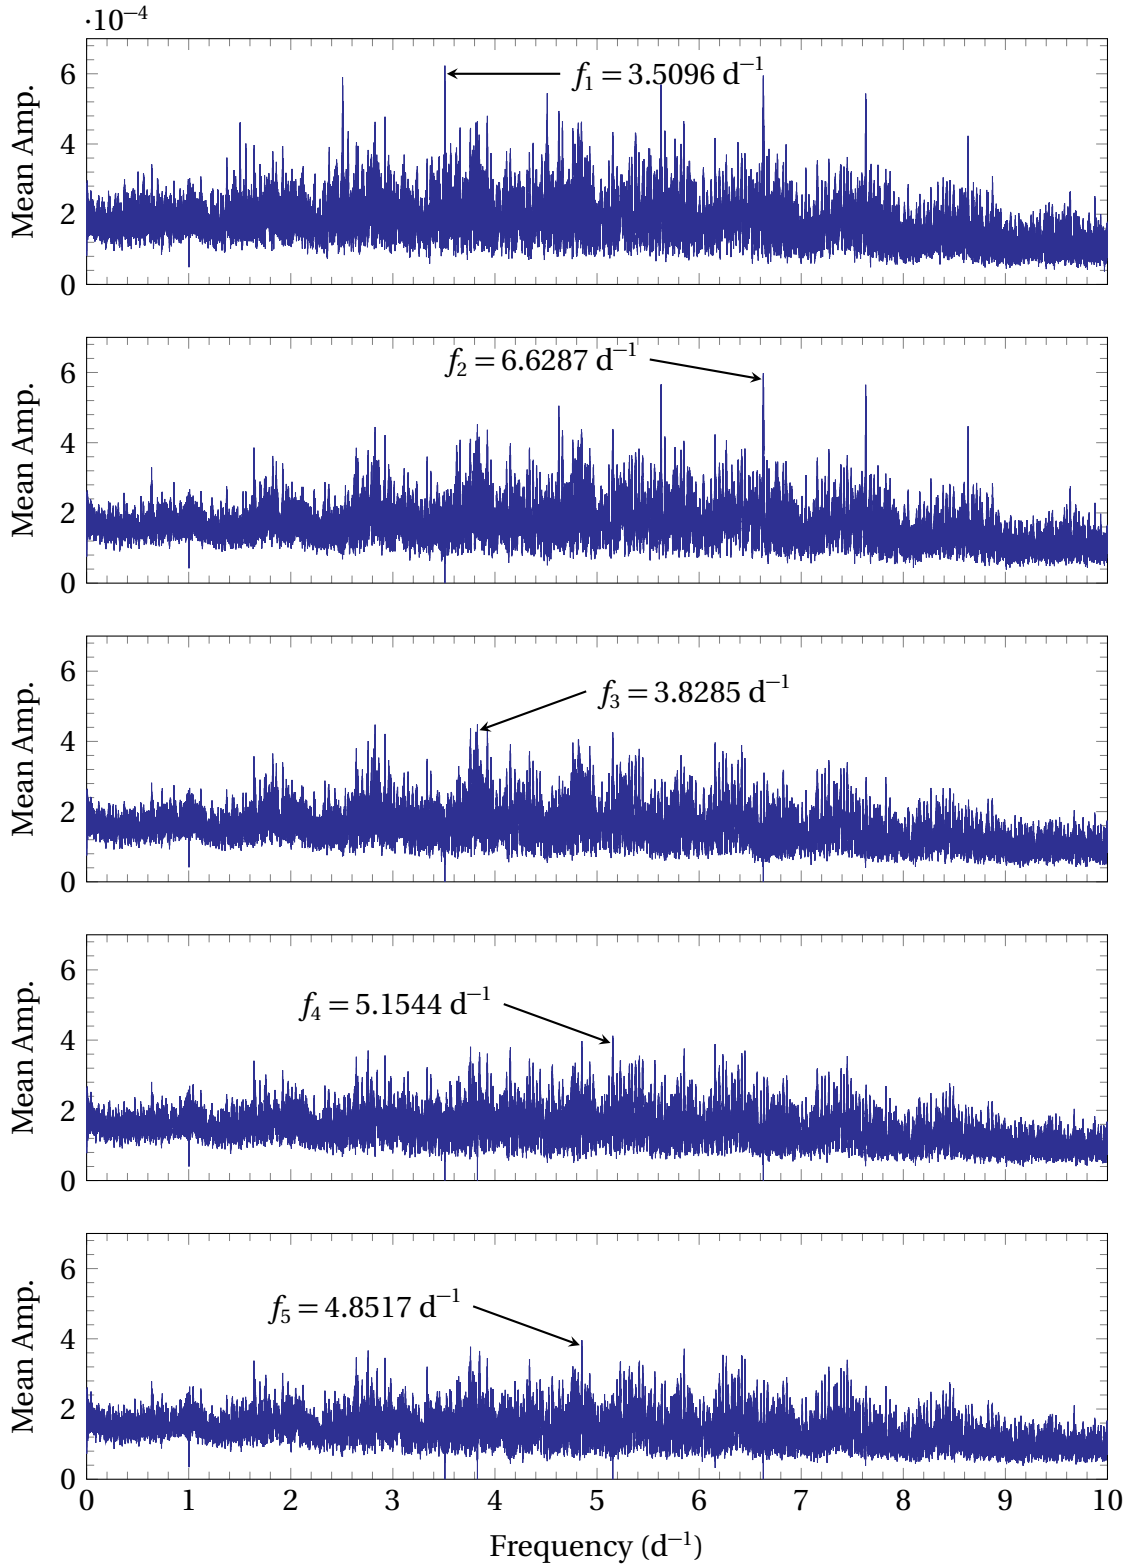 ·10⁻⁴
Mean Amp.
6
4
2
0
f₁ = 3.5096 d⁻¹
Mean Amp.
6
4
2
0
f₂ = 6.6287 d⁻¹
Mean Amp.
6
4
2
0
f₃ = 3.8285 d⁻¹
Mean Amp.
6
4
2
0
f₄ = 5.1544 d⁻¹
Mean Amp.
6
4
2
0
f₅ = 4.8517 d⁻¹
0 1 2 3 4 5 6 7 8 9 10
Frequency (d⁻¹)